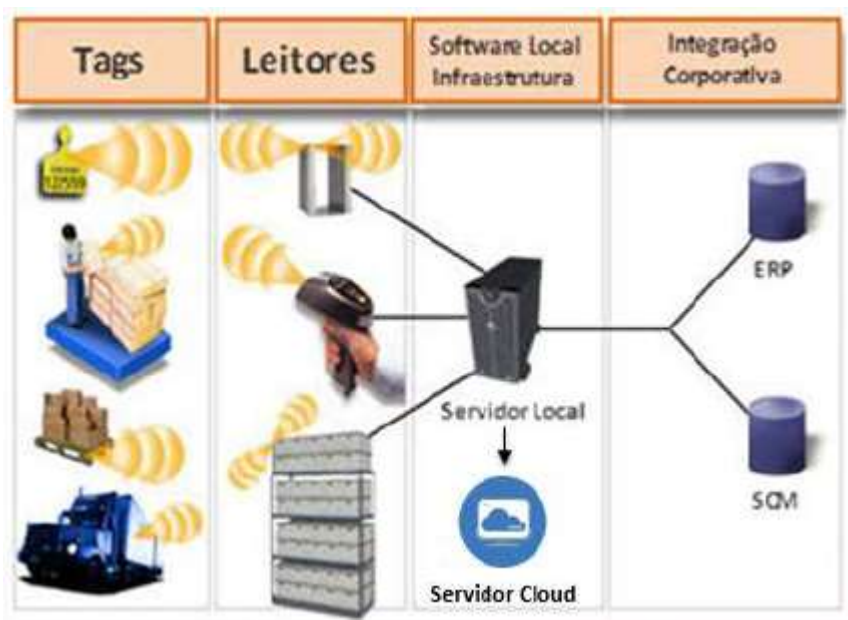 Tags
Leitores
Software Local
Infraestrutura
Integração
Corporativa
ERP
Servidor Local
SCM
Servidor Cloud